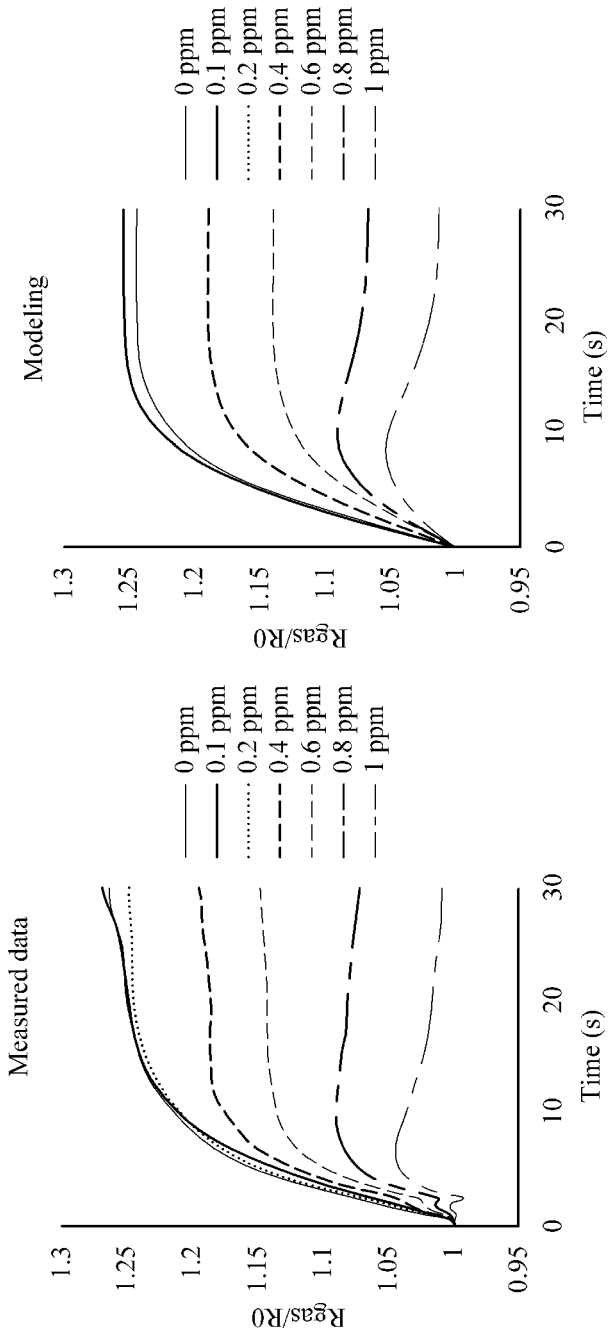 Measured data
1.3
1.25
1.2
1.15
1.1
1.05
1
0.95
Rgas/R0
0
10
20
30
Time (s)
0 ppm
0.1 ppm
0.2 ppm
0.4 ppm
0.6 ppm
0.8 ppm
1 ppm
Modeling
1.3
1.25
1.2
1.15
1.1
1.05
1
0.95
Rgas/R0
0
10
20
30
Time (s)
0 ppm
0.1 ppm
0.2 ppm
0.4 ppm
0.6 ppm
0.8 ppm
1 ppm